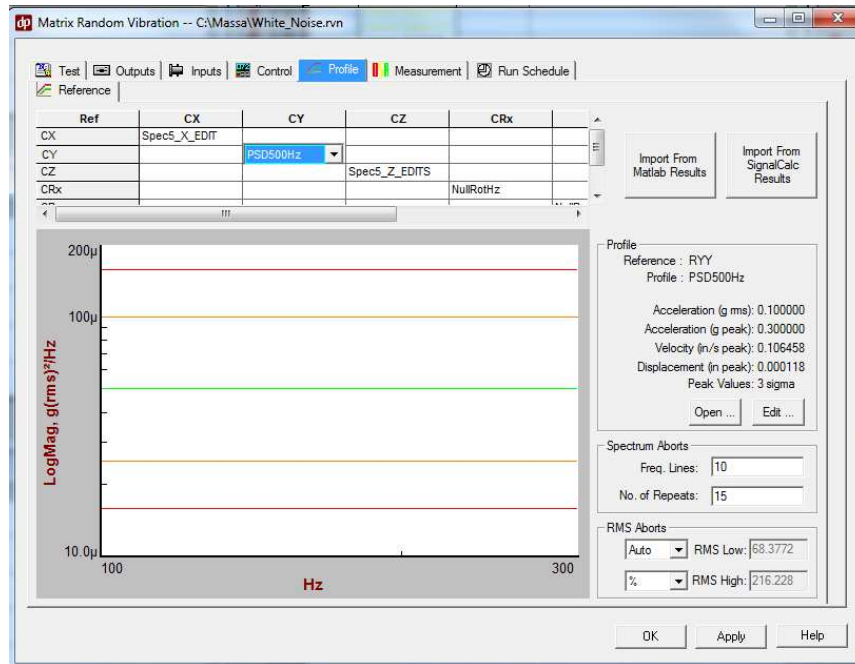 dp Matrix Random Vibration -- C:\Massa\White_Noise.rvn
Test Outputs Inputs Control Profile Measurement Run Schedule
Reference
Ref CX CY CZ CRx
CX Spec5_X_EDIT
CY PSD500Hz
CZ Spec5_Z_EDITS
CRx NullRotHz
Import From Matlab Results
Import From SignalCalc Results
200µ
100µ
10.0µ
LogMag, g(rms)²/Hz
100
300
Hz
Profile
Reference : RYY
Profile : PSD500Hz
Acceleration (g rms): 0.100000
Acceleration (g peak): 0.300000
Velocity (in/s peak): 0.106458
Displacement (in peak): 0.000118
Peak Values: 3 sigma
Open ... Edit ...
Spectrum Aborts
Freq. Lines: 10
No. of Repeats: 15
RMS Aborts
Auto RMS Low: 68.3772
% RMS High: 216.228
OK Apply Help